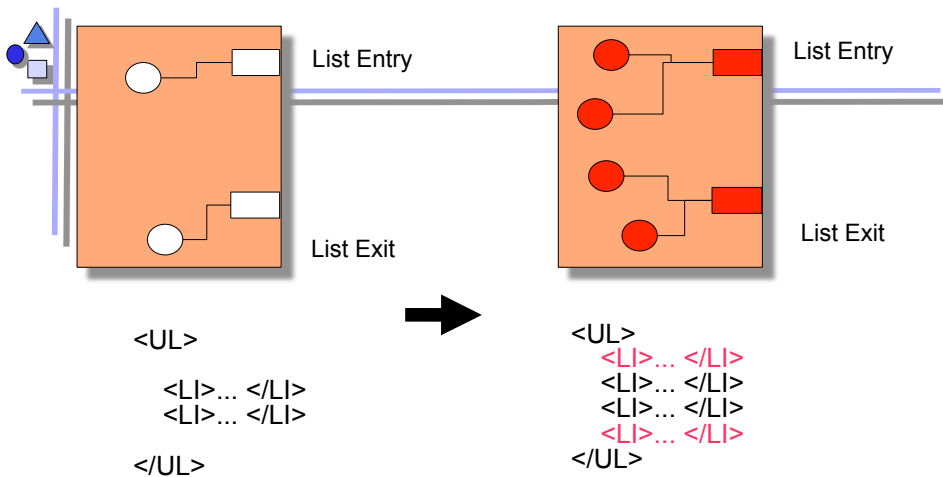 List Entry
List Exit
List Entry
List Exit
<UL>
<LI>... </LI>
<LI>... </LI>
</UL>
<UL>
<LI>... </LI>
<LI>... </LI>
<LI>... </LI>
<LI>... </LI>
</UL>